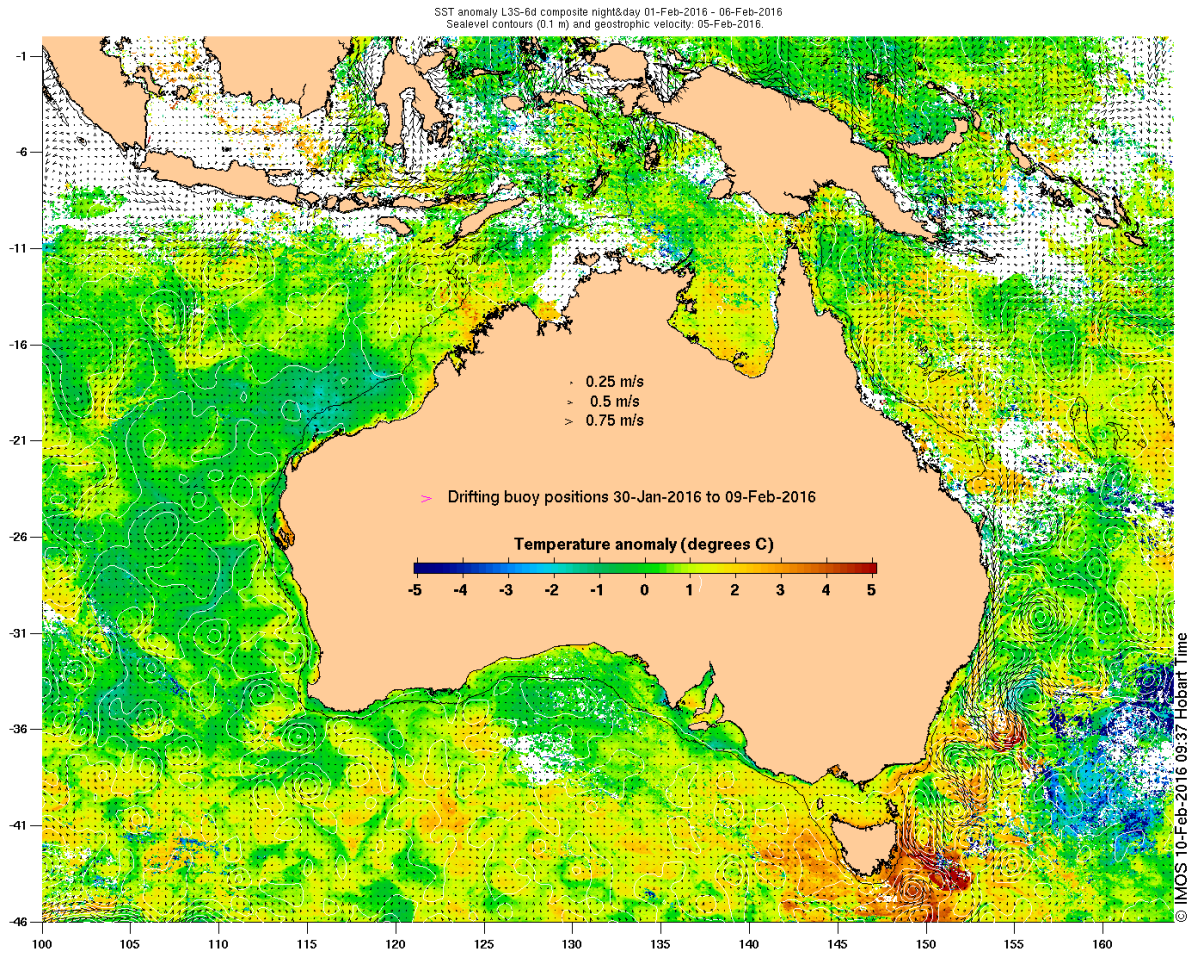 SST anomaly L3S-6d composite night&day 01-Feb-2016 - 06-Feb-2016
Sealevel contours (0.1 m) and geostrophic velocity: 05-Feb-2016.
-1
-6
-11
-16
-21
-26
-31
-36
-41
-46
0.25 m/s
0.5 m/s
0.75 m/s
> Drifting buoy positions 30-Jan-2016 to 09-Feb-2016
Temperature anomaly (degrees C)
-5 -4 -3 -2 -1 0 1 2 3 4 5
100 105 110 115 120 125 130 135 140 145 150 155 160
© IMOS 10-Feb-2016 09:37 Hobart Time